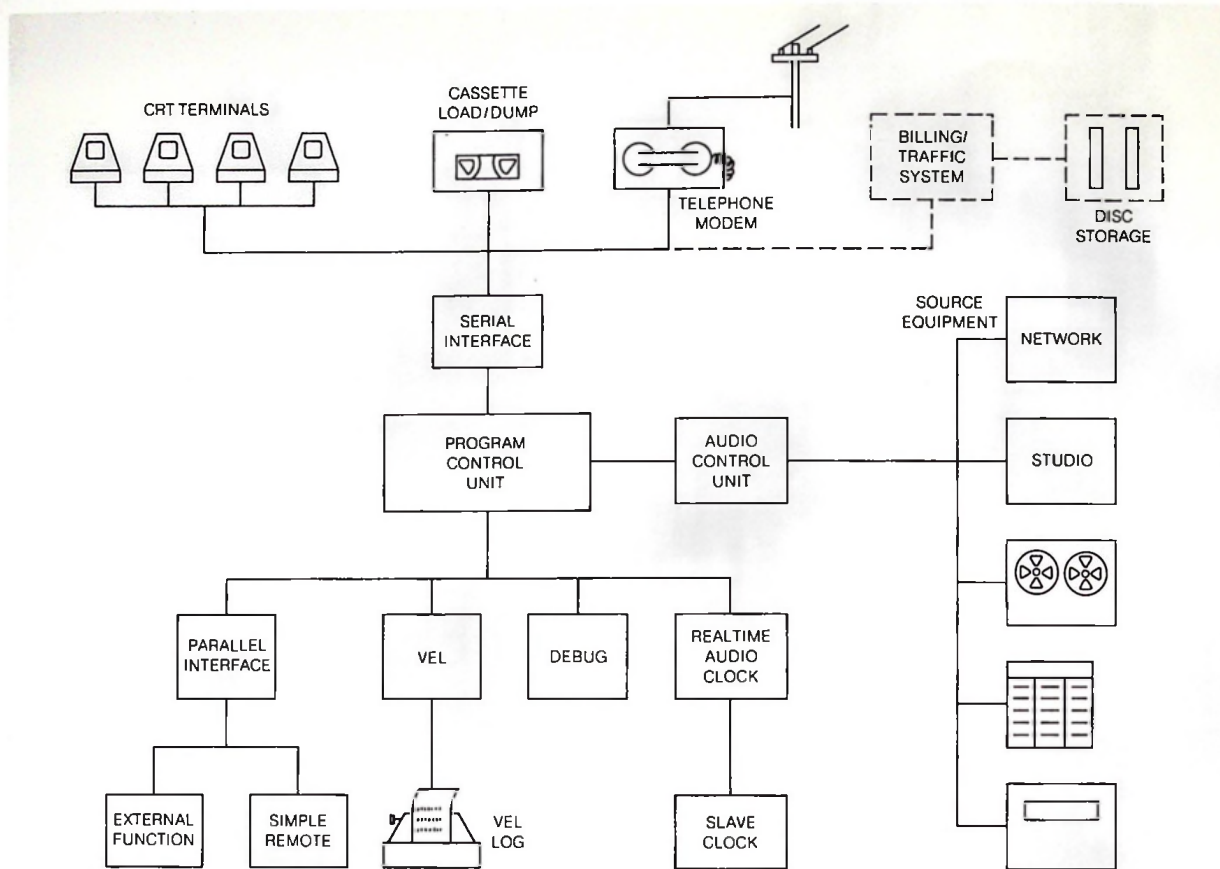 CRT TERMINALS
CASSETTE
LOAD/DUMP
TELEPHONE
MODEM
BILLING/
TRAFFIC
SYSTEM
DISC
STORAGE
SERIAL
INTERFACE
SOURCE
EQUIPMENT
NETWORK
PROGRAM
CONTROL
UNIT
AUDIO
CONTROL
UNIT
STUDIO
PARALLEL
INTERFACE
VEL
DEBUG
REALTIME
AUDIO
CLOCK
EXTERNAL
FUNCTION
SIMPLE
REMOTE
VEL
LOG
SLAVE
CLOCK